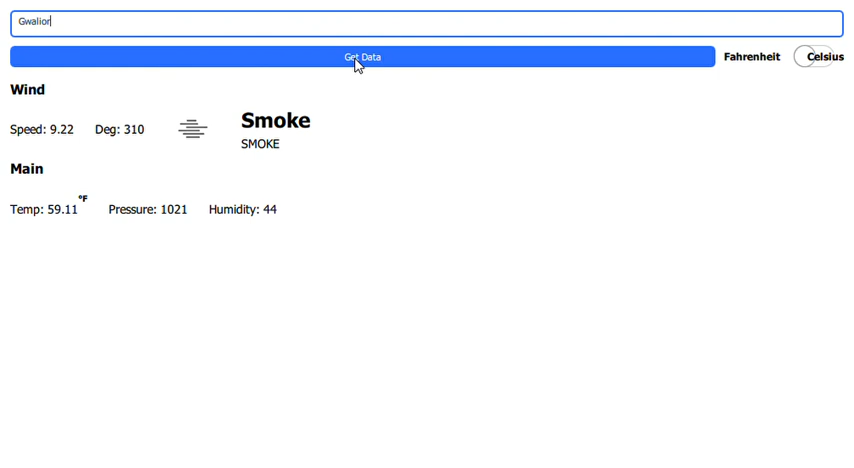 Gwalior
Get Data Fahrenheit Celsius
Wind
Speed: 9.22 Deg: 310 Smoke
SMOKE
Main
Temp: 59.11 °F Pressure: 1021 Humidity: 44